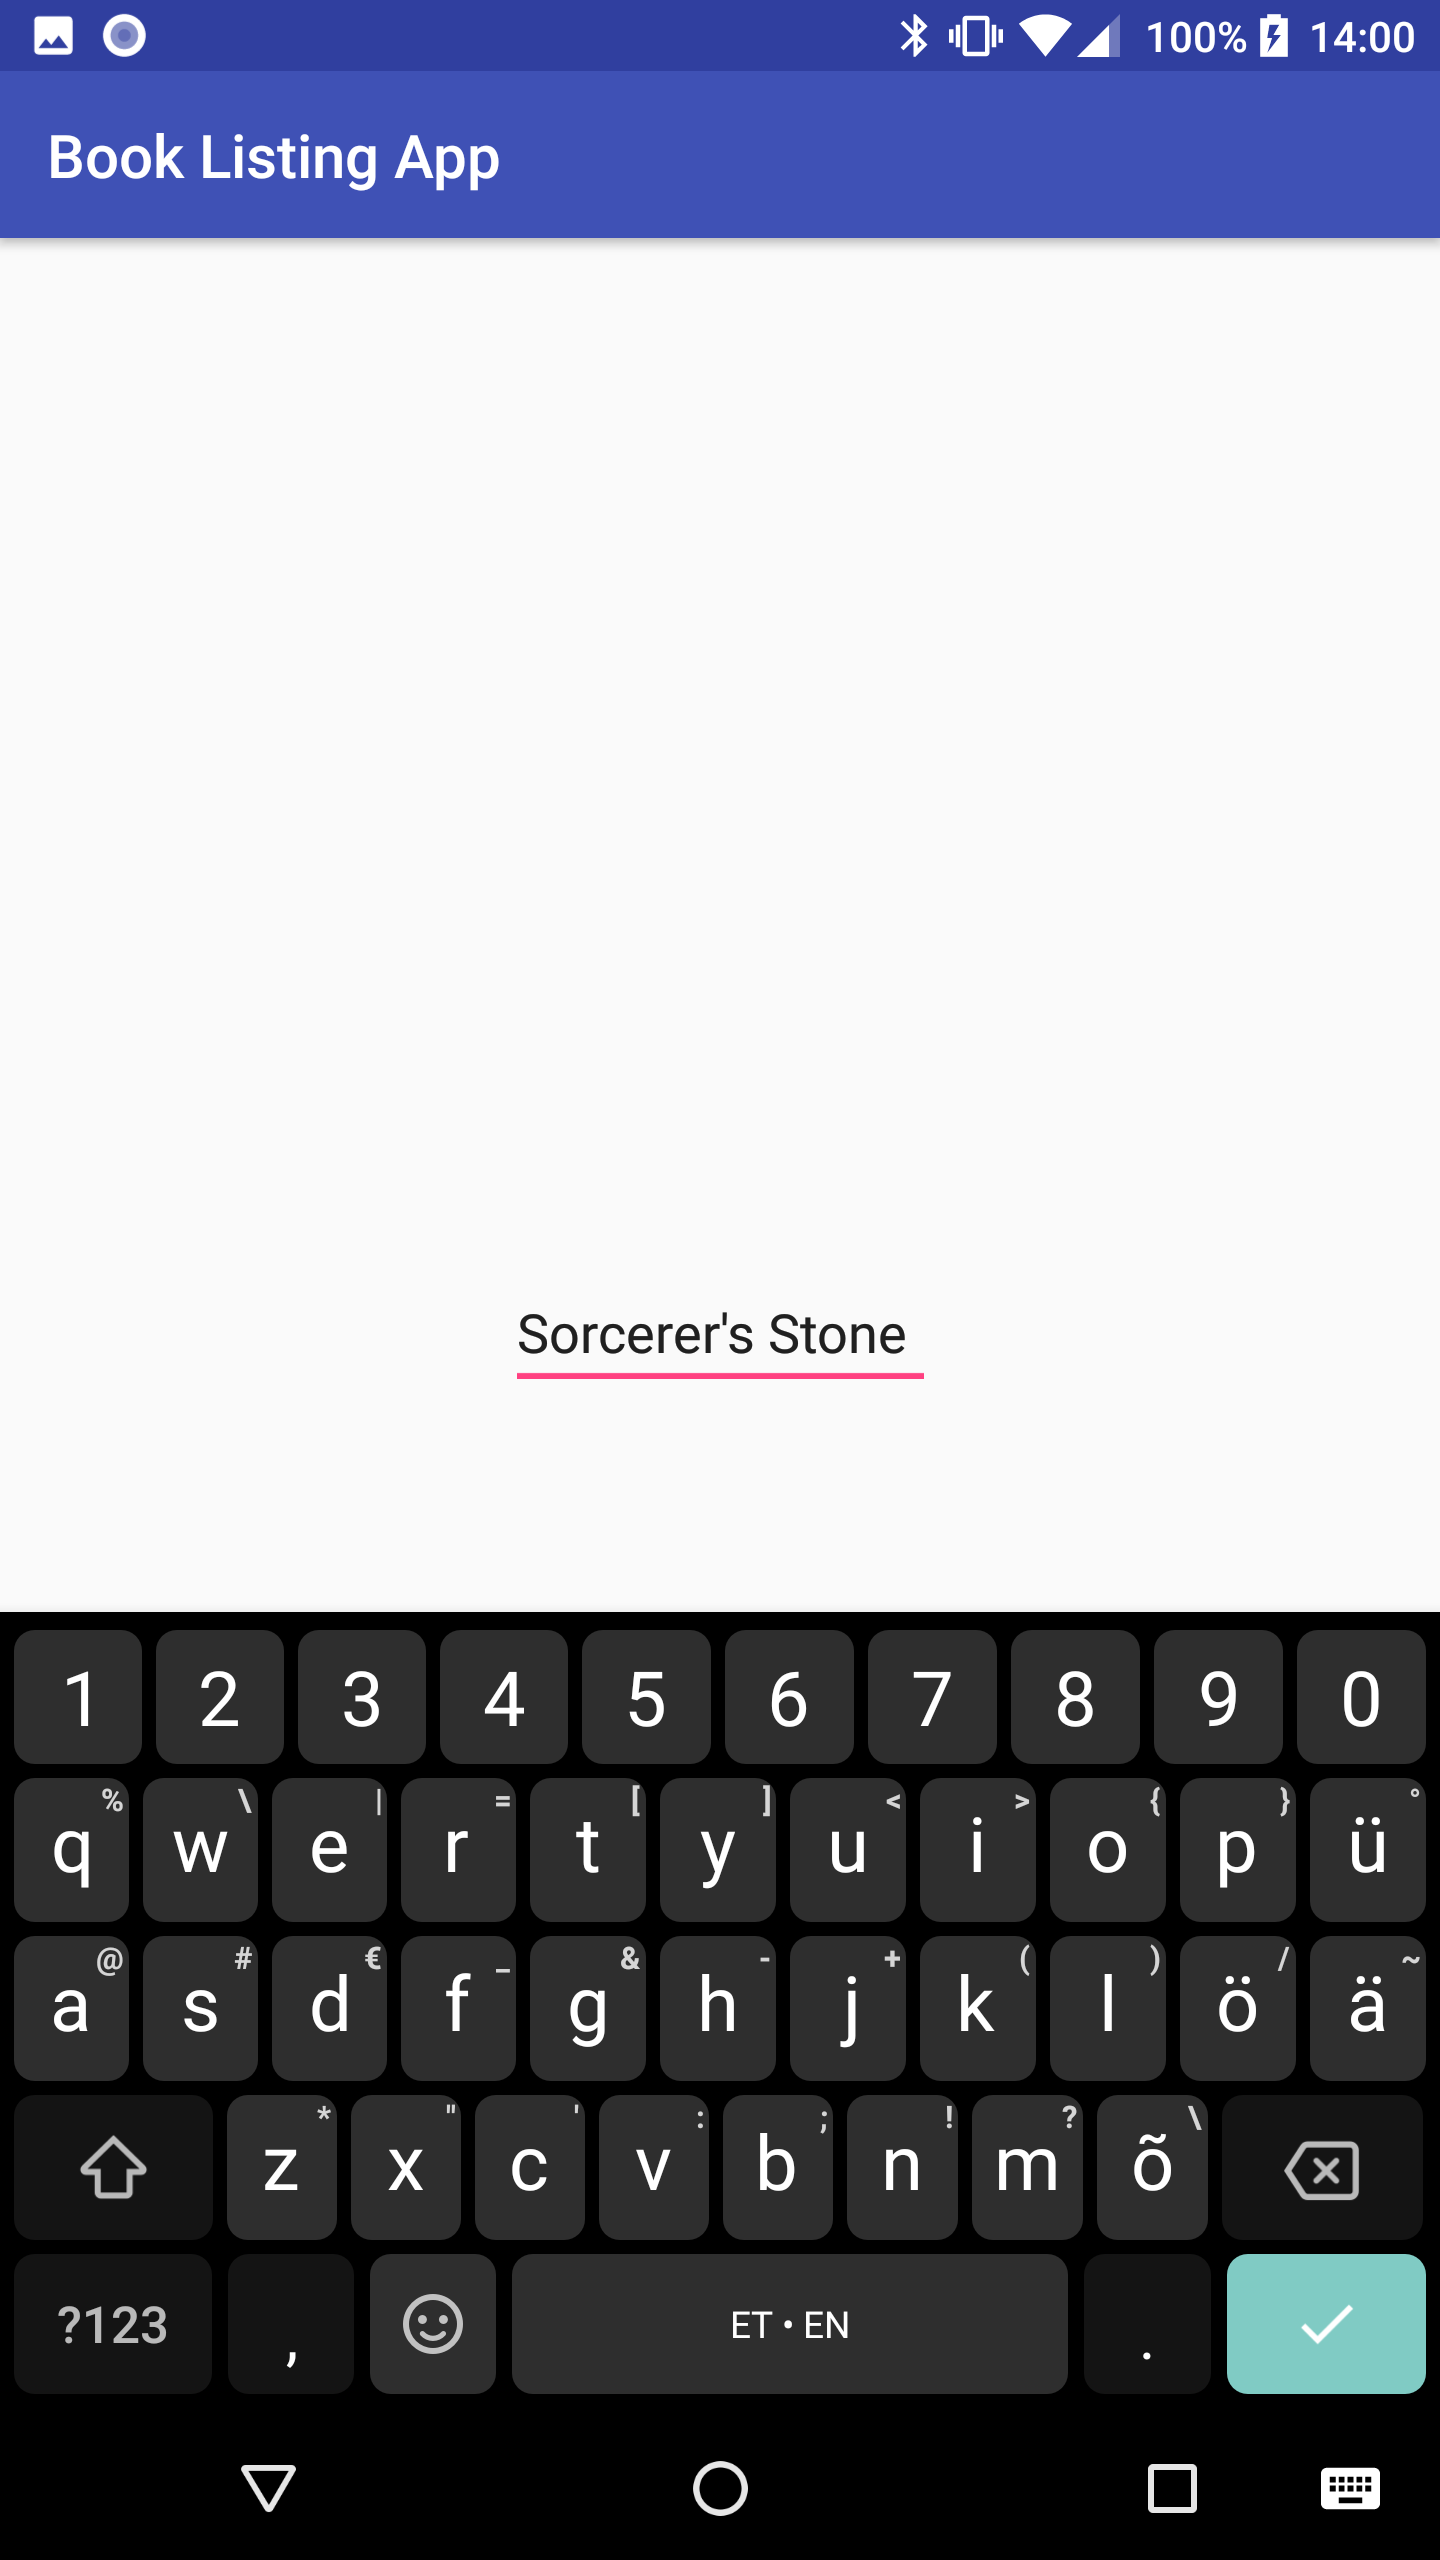 100% 14:00
Book Listing App
Sorcerer's Stone
1 2 3 4 5 6 7 8 9 0
% \ | = [ ] < > { } °
q w e r t y u i o p ü
@ # € _ & - + ( ) / ~
a s d f g h j k l ö ä
* " ' : ; ! ? \
z x c v b n m õ
?123 , ET • EN .